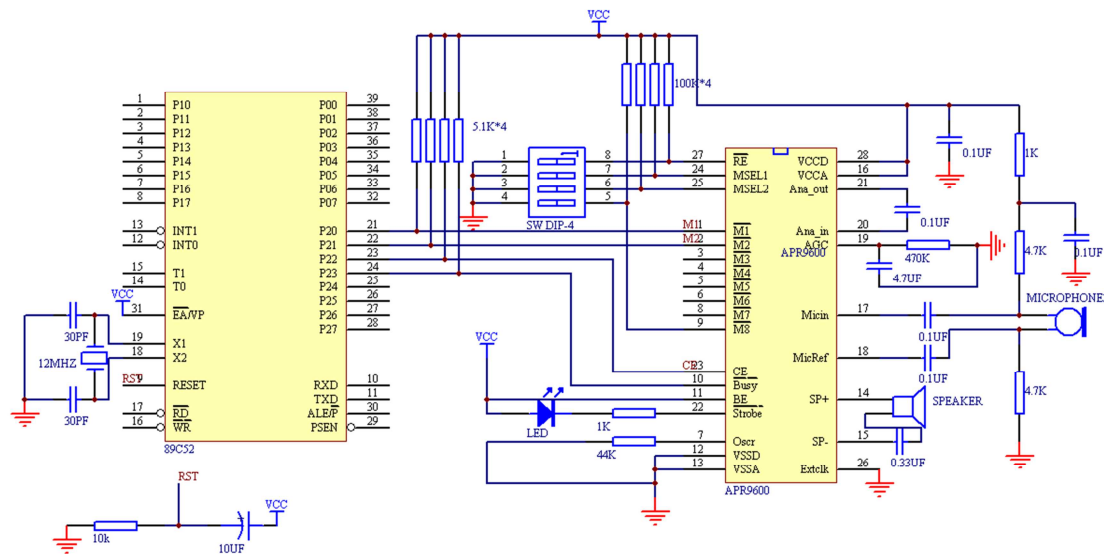 VCC
100K*4
5.1K*4
1 P10
2 P11
3 P12
4 P13
5 P14
6 P15
7 P16
8 P17
13 INT1
12 INT0
15 T1
14 T0
VCC
31 EA/VP
19 X1
18 X2
RST 9 RESET
17 RD
16 WR
P00 39
P01 38
P02 37
P03 36
P04 35
P05 34
P06 33
P07 32
P20 21
P21 22
P22 23
P23 24
P24 25
P25 26
P26 27
P27 28
RXD 10
TXD 11
ALE/P 30
PSEN 29
89C52
30PF
12MHZ
30PF
RST
10k
10UF
VCC
1 8
2 7
3 6
4 5
SW DIP-4
27 RE
24 MSEL1
25 MSEL2
M1 1 M1
M2 2 M2
3 M3
4 M4
5 M5
6 M6
8 M7
9 M8
CE 23 CE
10 Busy
11 BE
22 Strobe
7 Oscr
12 VSSD
13 VSSA
VCCD 28
VCCA 16
Ana_out 21
Ana_in 20
AGC 19
APR9600
Micin 17
MicRef 18
SP+ 14
SP- 15
Extclk 26
APR9600
VCC
LED
1K
44K
0.1UF
1K
0.1UF
470K
4.7UF
4.7K
0.1UF
MICROPHONE
0.1UF
0.1UF
4.7K
SPEAKER
0.33UF